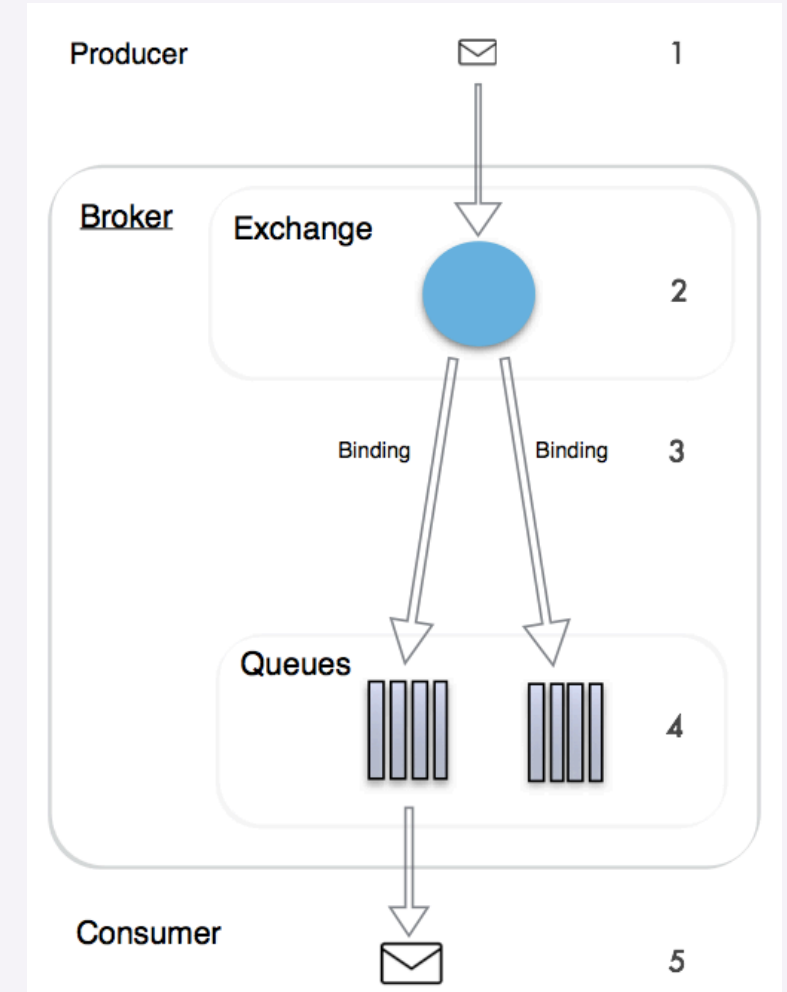 Producer
1
Broker
Exchange
2
Binding
Binding
3
Queues
4
Consumer
5